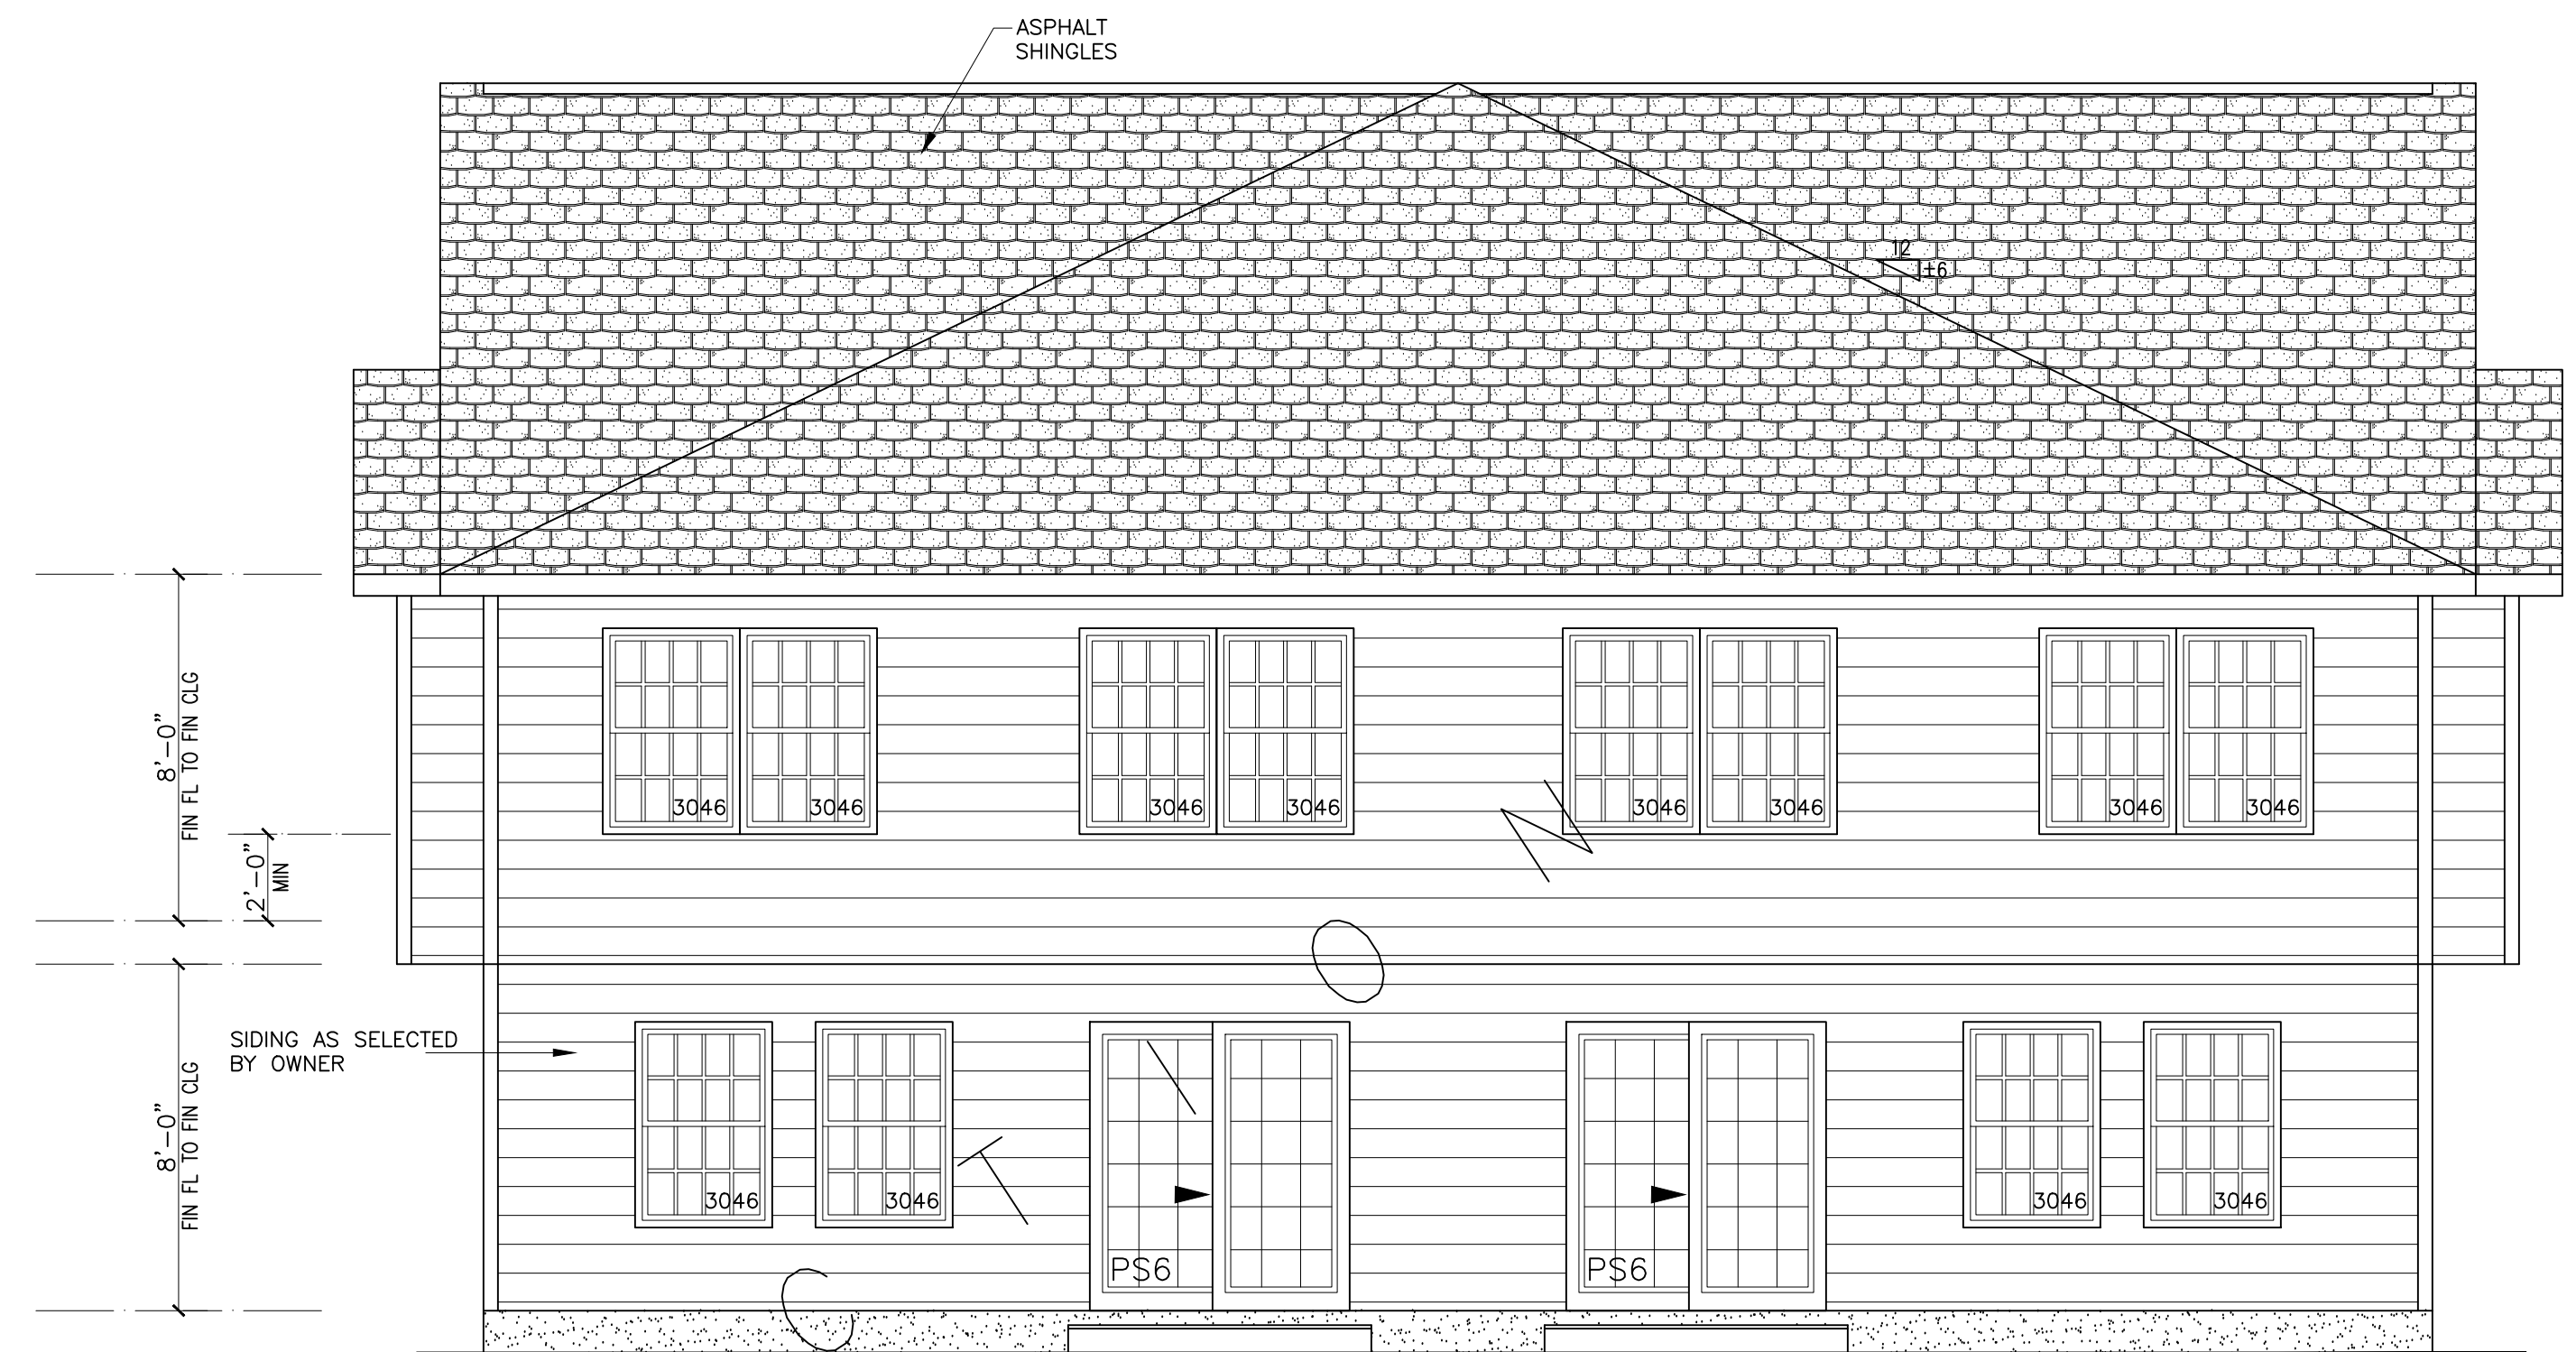 ASPHALT
SHINGLES
12
±6
8'-0"
FIN FL TO FIN CLG
2'-0"
MIN
3046 3046 3046 3046 3046 3046 3046 3046
SIDING AS SELECTED
BY OWNER
8'-0"
FIN FL TO FIN CLG
3046 3046 3046 3046
PS6 PS6
N
O
I
T
C